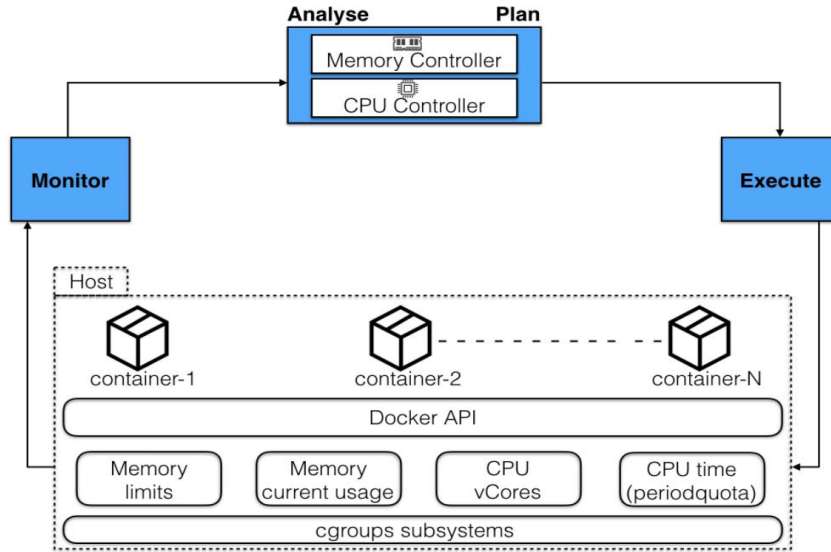 Analyse Plan
Memory Controller
CPU Controller
Monitor
Execute
Host
container-1
container-2
container-N
Docker API
Memory
limits
Memory
current usage
CPU
vCores
CPU time
(periodquota)
cgroups subsystems